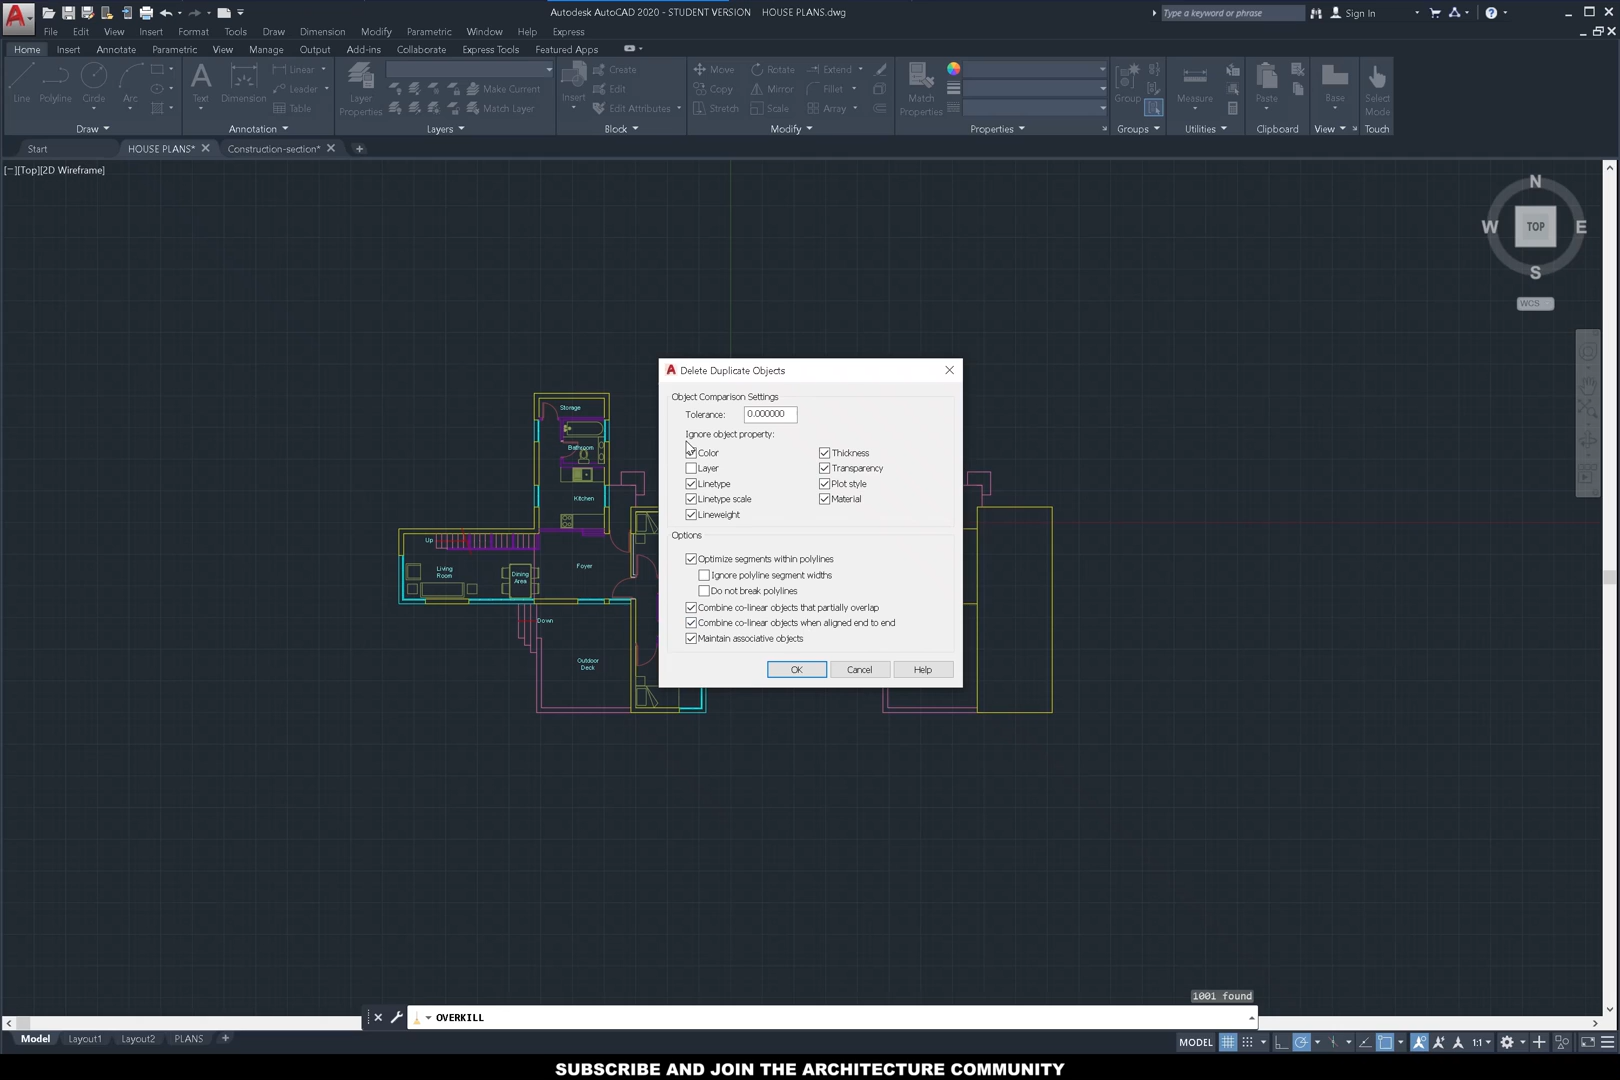 Autodesk AutoCAD 2020 - STUDENT VERSION HOUSE PLANS.dwg
Type a keyword or phrase
Sign In
File Edit View Insert Format Tools Draw Dimension Modify Parametric Window Help Express
Home Insert Annotate Parametric View Manage Output Add-ins Collaborate Express Tools Featured Apps
Line Polyline Circle Arc
Text Dimension
Linear
Leader
Table
Layer Properties
Make Current
Match Layer
Insert
Create
Edit
Edit Attributes
Move Rotate Extend
Copy Mirror Fillet
Stretch Scale Array
Match Properties
Group
Measure
Paste
Base
Select Mode
Draw Annotation Layers Block Modify Properties Groups Utilities Clipboard View Touch
Start HOUSE PLANS* Construction-section*
[−][Top][2D Wireframe]
N
W TOP E
S
WCS
Storage
Bathroom
Kitchen
Up
Living Room
Dining Area
Foyer
Down
Outdoor Deck
Delete Duplicate Objects
Object Comparison Settings
Tolerance: 0.000000
Ignore object property:
Color Thickness
Layer Transparency
Linetype Plot style
Linetype scale Material
Lineweight
Options
Optimize segments within polylines
Ignore polyline segment widths
Do not break polylines
Combine co-linear objects that partially overlap
Combine co-linear objects when aligned end to end
Maintain associative objects
OK Cancel Help
1001 found
OVERKILL
Model Layout1 Layout2 PLANS
MODEL 1:1
SUBSCRIBE AND JOIN THE ARCHITECTURE COMMUNITY